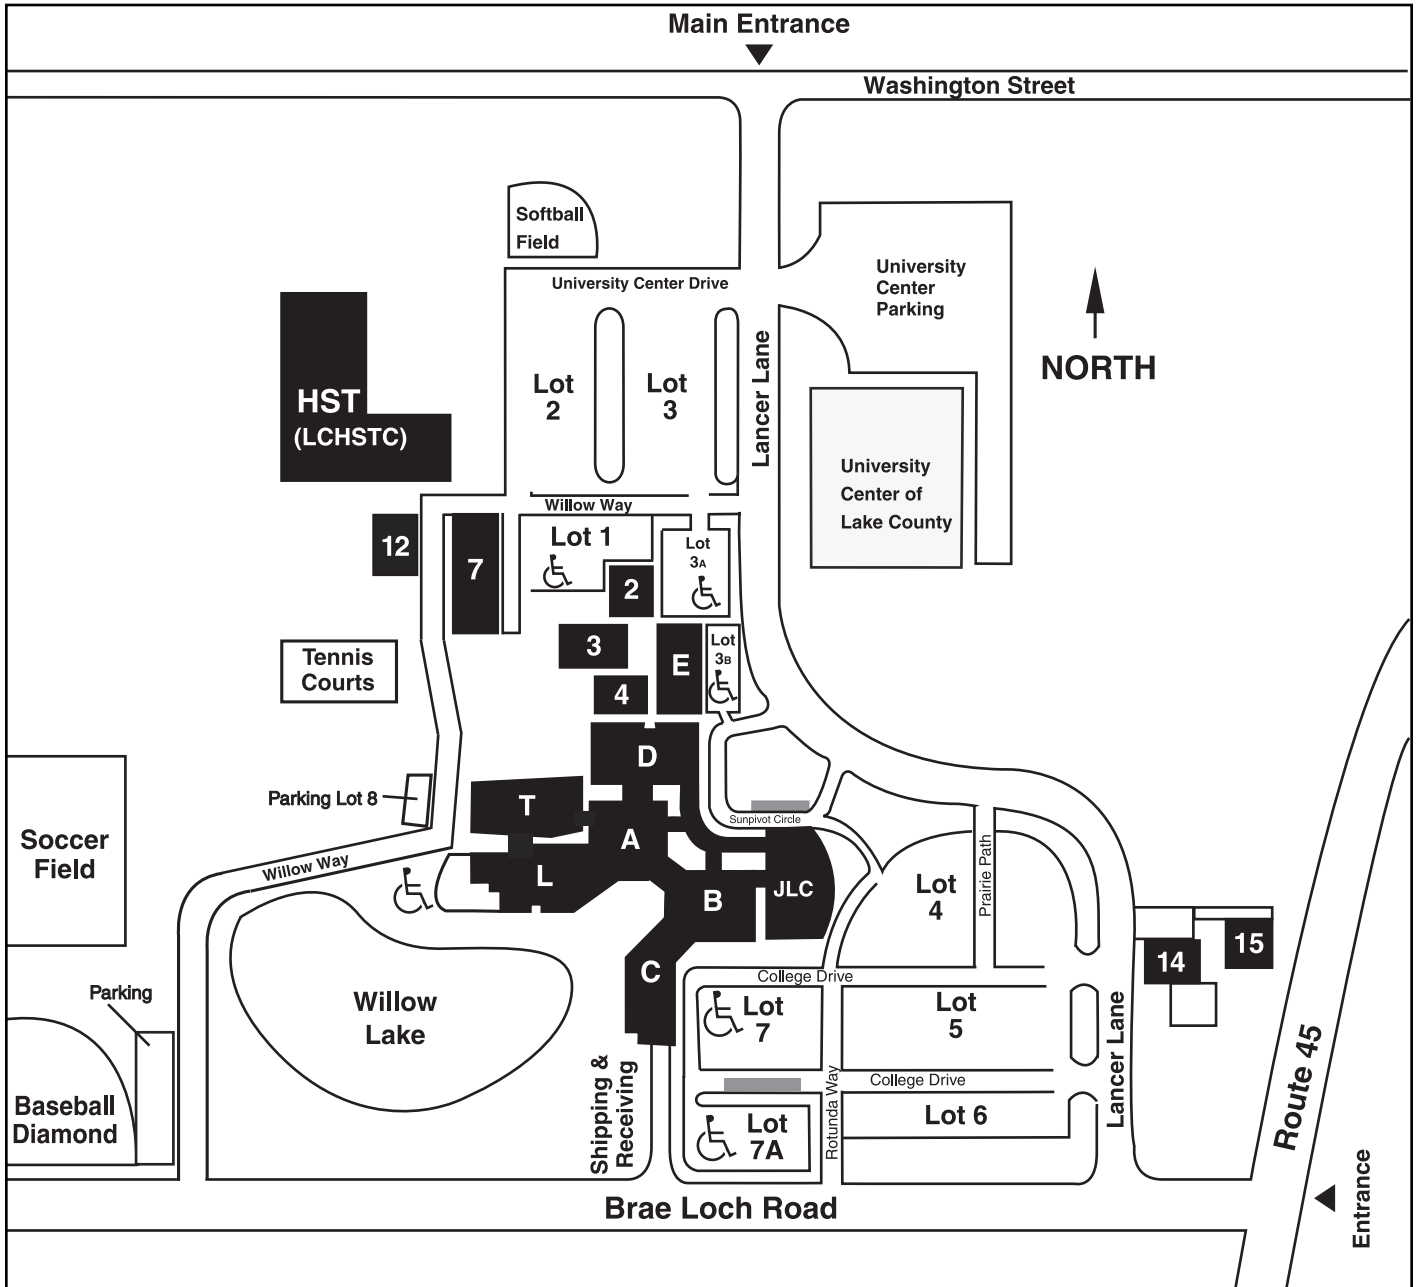 Main Entrance
Washington Street
Softball
Field
University Center Drive
University
Center
Parking
NORTH
HST
(LCHSTC)
Lot
2
Lot
3
Lancer Lane
University
Center of
Lake County
Willow Way
12
7
Lot 1
Lot
3A
2
3
E
Lot
3B
4
Tennis
Courts
D
Parking Lot 8
T
Sunpivot Circle
A
Soccer
Field
Willow Way
L
B
JLC
Lot
4
Prairie Path
15
14
C
College Drive
Parking
Willow
Lake
Lot
7
Lot
5
Lancer Lane
Route 45
Shipping &
Receiving
College Drive
Rotunda Way
Baseball
Diamond
Lot
7A
Lot 6
Entrance
Brae Loch Road